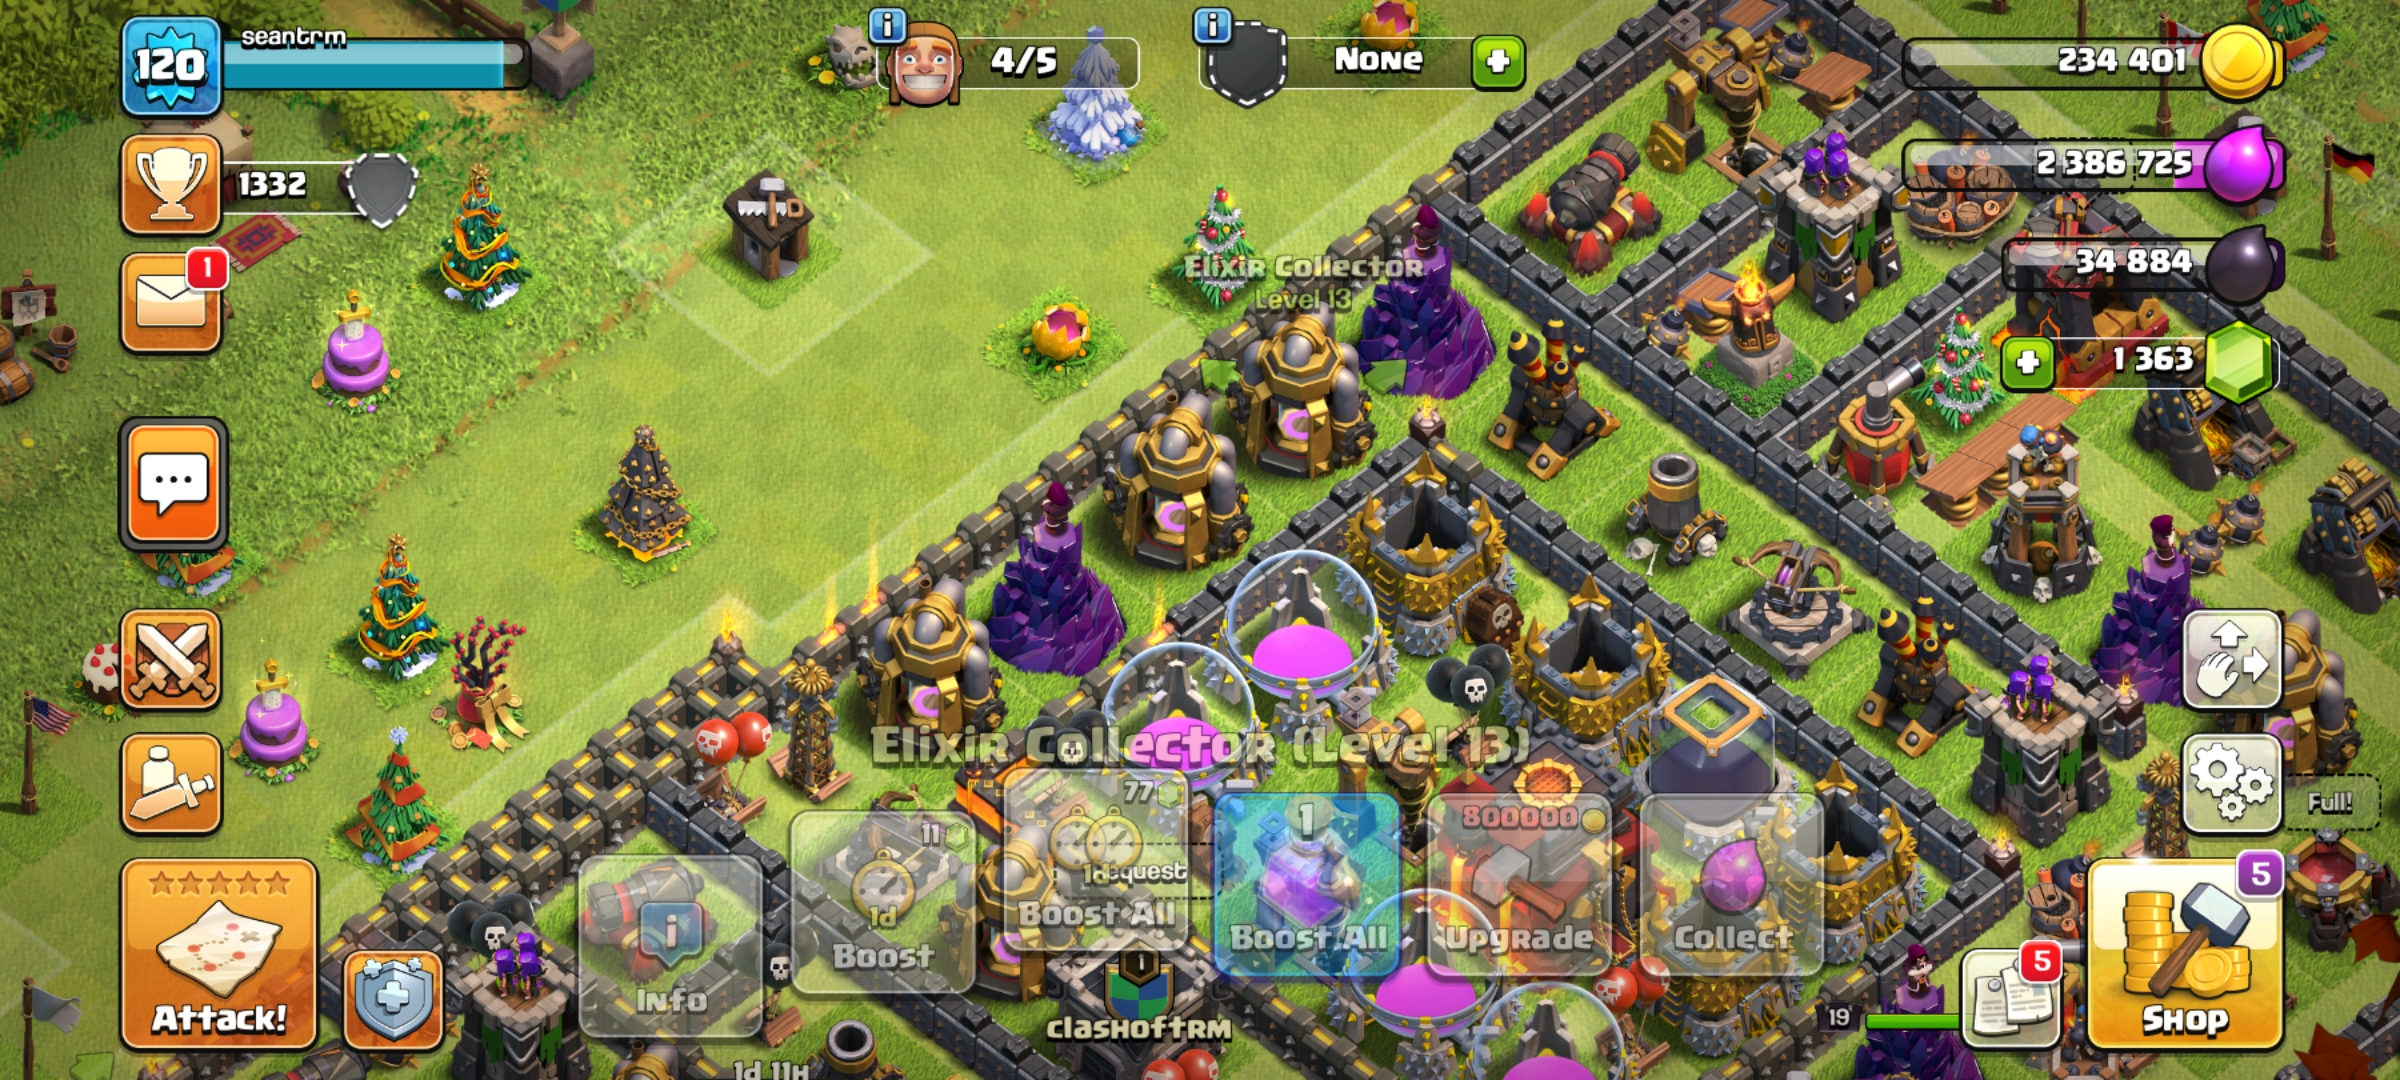 120
seantrm
4/5
None
234 401
1332
2 386 725
1
34 884
Elixir Collector
Level 13
1 363
Elixir Collector (Level 13)
Full!
Info
11
1d
Boost
77
1d
Request
Boost All
1
Boost All
800000
Upgrade
Collect
Attack!
1
clashoftrm
1d 11H
19
5
5
Shop